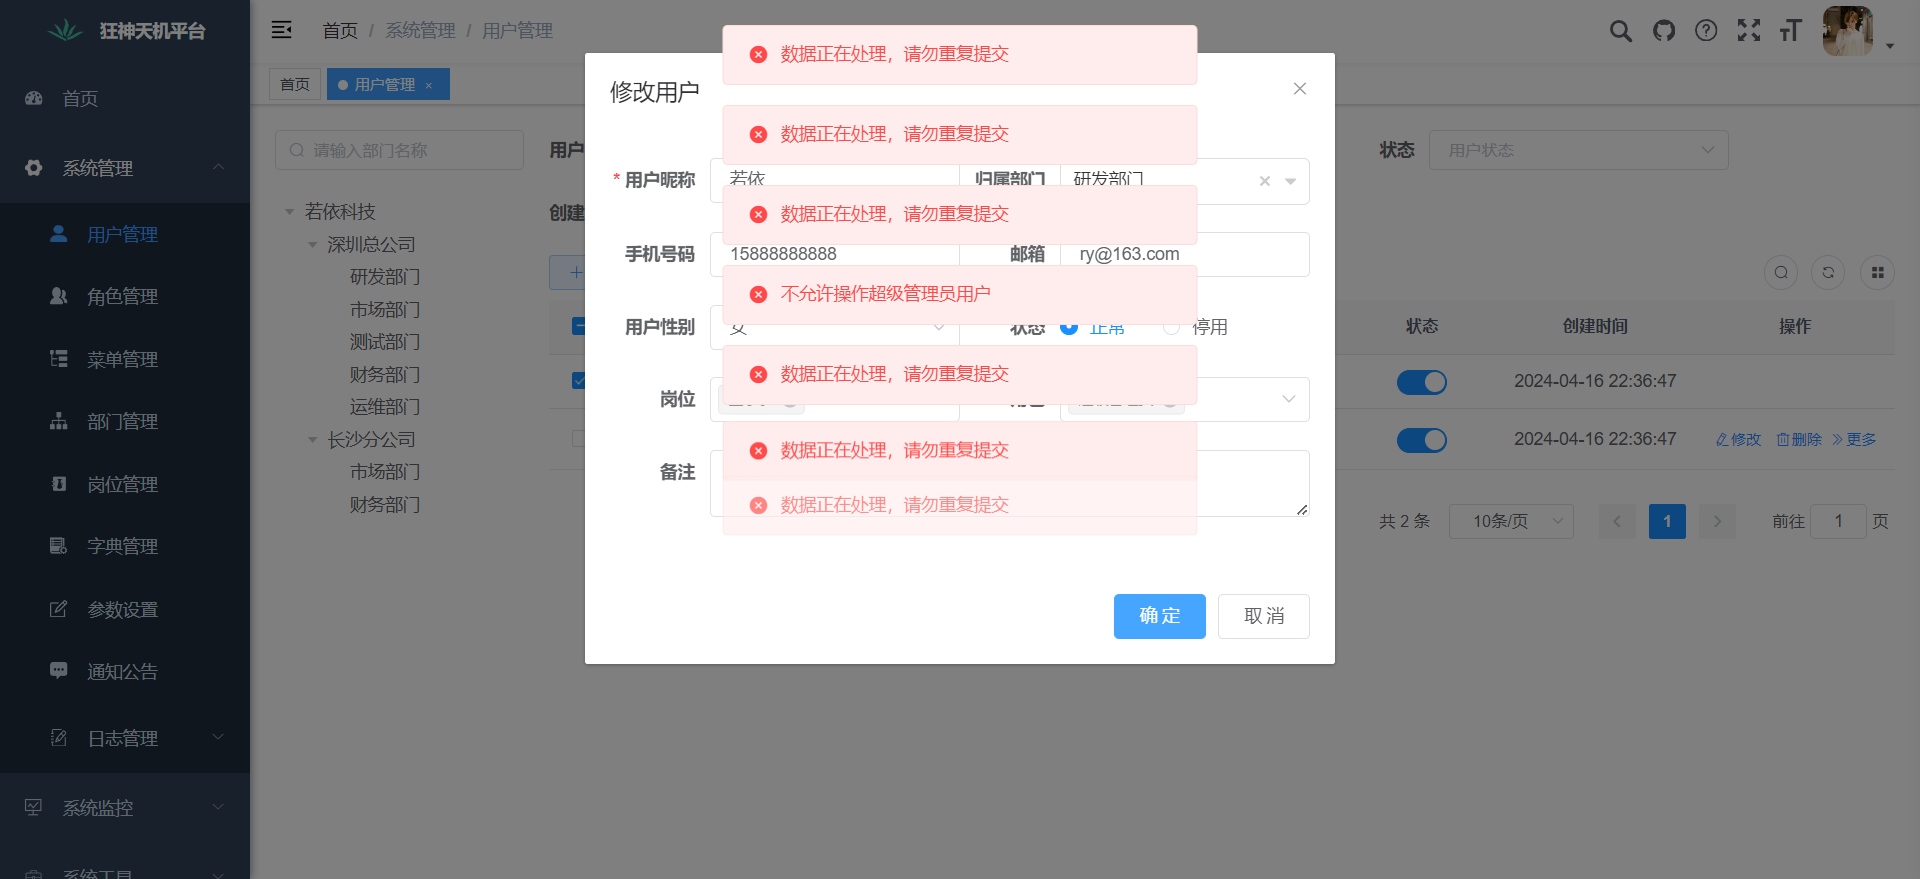 狂神天机平台
首页
系统管理
用户管理
角色管理
菜单管理
部门管理
岗位管理
字典管理
参数设置
通知公告
日志管理
系统监控
系统工具
首页 / 系统管理 / 用户管理
首页
用户管理 ×
请输入部门名称
若依科技
深圳总公司
研发部门
市场部门
测试部门
财务部门
运维部门
长沙分公司
市场部门
财务部门
用户
状态
用户状态
创建
状态 创建时间 操作
2024-04-16 22:36:47
2024-04-16 22:36:47 修改 删除 更多
共 2 条 10条/页 1 前往 1 页
修改用户
数据正在处理，请勿重复提交
数据正在处理，请勿重复提交
* 用户昵称 若依 归属部门 研发部门
数据正在处理，请勿重复提交
手机号码 15888888888 邮箱 ry@163.com
不允许操作超级管理员用户
用户性别 女 状态 正常 停用
数据正在处理，请勿重复提交
岗位
数据正在处理，请勿重复提交
备注
数据正在处理，请勿重复提交
确定 取消